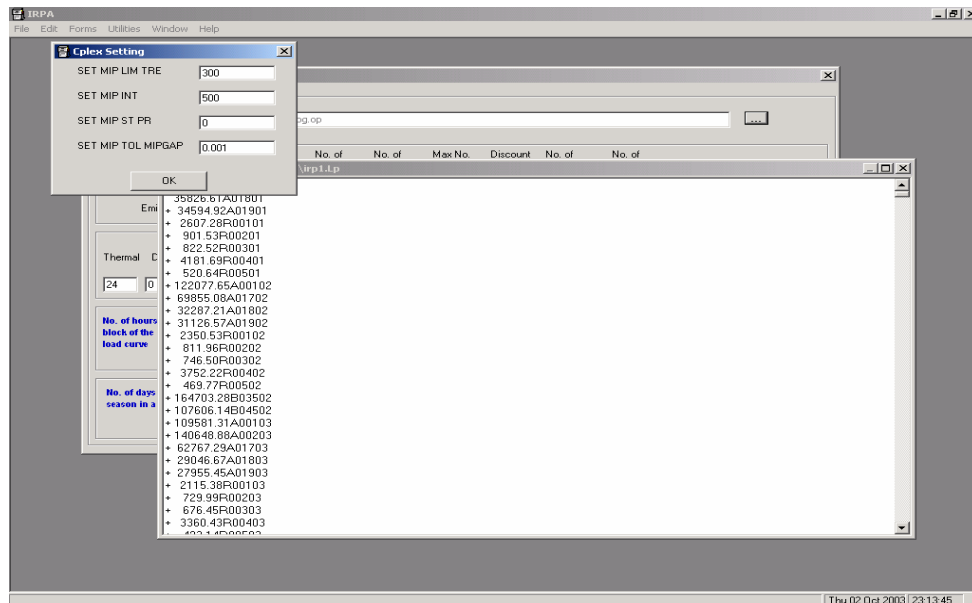 IRPA
File Edit Forms Utilities Window Help
Cplex Setting
SET MIP LIM TRE 300
SET MIP INT 500
SET MIP ST PR 0
SET MIP TOL MIPGAP 0.001
OK
og.op
...
No. of No. of Max No. Discount No. of No. of
\irp1.Lp
Emi
Thermal D
24 0
No. of hours
block of the
load curve
No. of days
season in a
35826.61A01801
+ 34594.92A01901
+ 2607.28R00101
+ 901.53R00201
+ 822.52R00301
+ 4181.69R00401
+ 520.64R00501
+ 122077.65A00102
+ 69855.08A01702
+ 32287.21A01802
+ 31126.57A01902
+ 2350.53R00102
+ 811.96R00202
+ 746.50R00302
+ 3752.22R00402
+ 469.77R00502
+ 164703.28B03502
+ 107606.14B04502
+ 109581.31A00103
+ 140648.88A00203
+ 62767.29A01703
+ 29046.67A01803
+ 27955.45A01903
+ 2115.38R00103
+ 729.99R00203
+ 676.45R00303
+ 3360.43R00403
Thu 02 Oct 2003 23:13:45